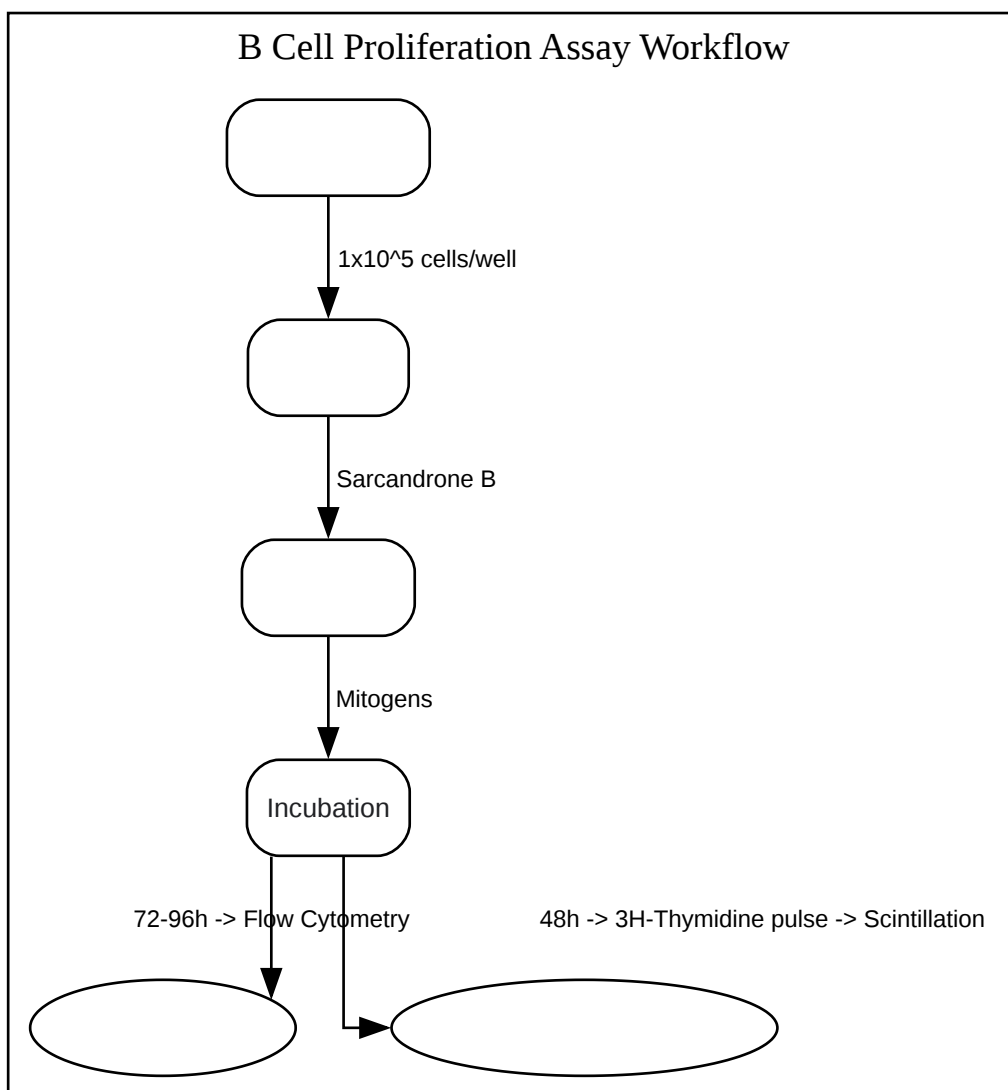 B Cell Proliferation Assay Workflow
1x10^5 cells/well
Sarcandrone B
Mitogens
Incubation
72-96h -> Flow Cytometry
48h -> 3H-Thymidine pulse -> Scintillation